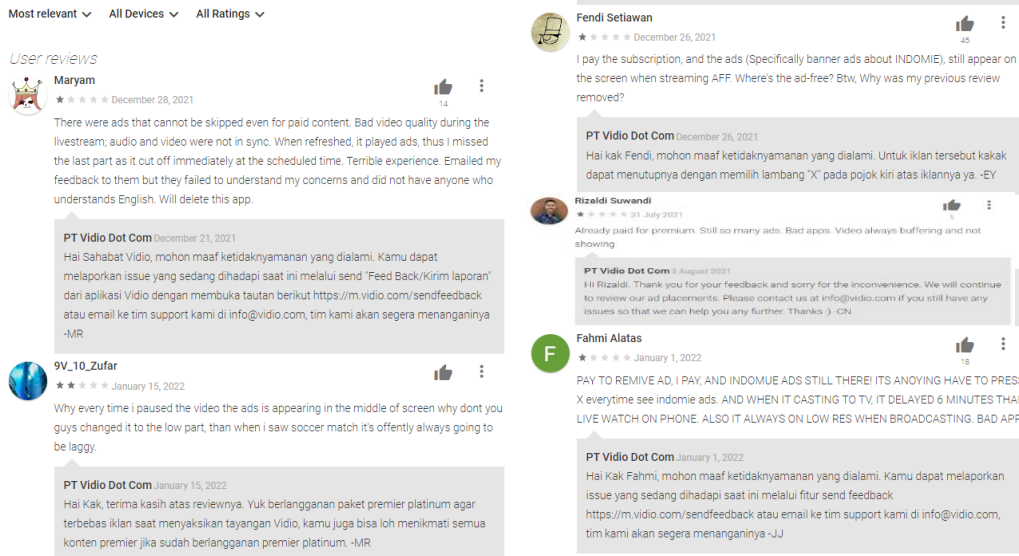 Most relevant All Devices All Ratings
User reviews
Maryam
December 28, 2021
14
There were ads that cannot be skipped even for paid content. Bad video quality during the
livestream; audio and video were not in sync. When refreshed, it played ads, thus I missed
the last part as it cut off immediately at the scheduled time. Terrible experience. Emailed my
feedback to them but they failed to understand my concerns and did not have anyone who
understands English. Will delete this app.
PT Vidio Dot Com December 21, 2021
Hai Sahabat Vidio, mohon maaf ketidaknyamanan yang dialami. Kamu dapat
melaporkan issue yang sedang dihadapi saat ini melalui send "Feed Back/Kirim laporan"
dari aplikasi Vidio dengan membuka tautan berikut https://m.vidio.com/sendfeedback
atau email ke tim support kami di info@vidio.com, tim kami akan segera menanganinya
-MR
9V_10_Zufar
January 15, 2022
Why every time i paused the video the ads is appearing in the middle of screen why dont you
guys changed it to the low part, than when i saw soccer match it's offently always going to
be laggy.
PT Vidio Dot Com January 15, 2022
Hai Kak, terima kasih atas reviewnya. Yuk berlangganan paket premier platinum agar
terbebas iklan saat menyaksikan tayangan Vidio, kamu juga bisa loh menikmati semua
konten premier jika sudah berlangganan premier platinum. -MR
Fendi Setiawan
December 26, 2021
45
I pay the subscription, and the ads (Specifically banner ads about INDOMIE), still appear on
the screen when streaming AFF. Where's the ad-free? Btw, Why was my previous review
removed?
PT Vidio Dot Com December 26, 2021
Hai kak Fendi, mohon maaf ketidaknyamanan yang dialami. Untuk iklan tersebut kakak
dapat menutupnya dengan memilih lambang "X" pada pojok kiri atas iklannya ya. -EY
Rizaldi Suwandi
31 July 2021
5
Already paid for premium. Still so many ads. Bad apps. Video always buffering and not
showing
PT Vidio Dot Com 3 August 2021
Hi Rizaldi. Thank you for your feedback and sorry for the inconvenience. We will continue
to review our ad placements. Please contact us at info@vidio.com if you still have any
issues so that we can help you any further. Thanks :) -CN
F
Fahmi Alatas
January 1, 2022
18
PAY TO REMIVE AD, I PAY, AND INDOMUE ADS STILL THERE! ITS ANOYING HAVE TO PRES
X everytime see indomie ads. AND WHEN IT CASTING TO TV, IT DELAYED 6 MINUTES THA
LIVE WATCH ON PHONE. ALSO IT ALWAYS ON LOW RES WHEN BROADCASTING. BAD APP
PT Vidio Dot Com January 1, 2022
Hai Kak Fahmi, mohon maaf ketidaknyamanan yang dialami. Kamu dapat melaporkan
issue yang sedang dihadapi saat ini melalui fitur send feedback
https://m.vidio.com/sendfeedback atau email ke tim support kami di info@vidio.com,
tim kami akan segera menanganinya -JJ